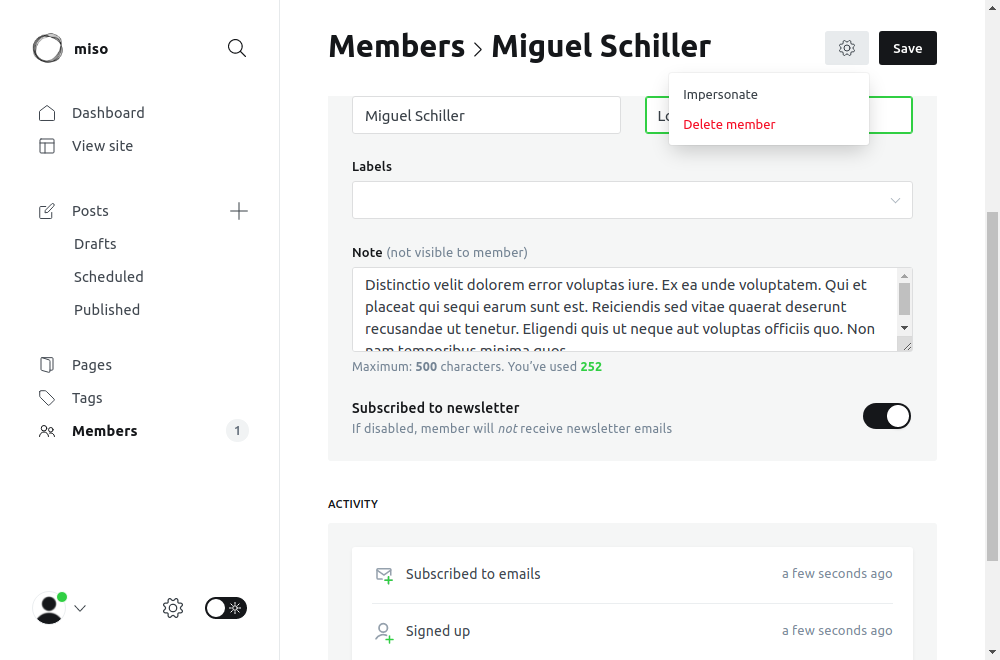 miso
Dashboard
View site
Posts
Drafts
Scheduled
Published
Pages
Tags
Members
1
Members > Miguel Schiller
Save
Impersonate
Delete member
Miguel Schiller
Labels
Note (not visible to member)
Distinctio velit dolorem error voluptas iure. Ex ea unde voluptatem. Qui et
placeat qui sequi earum sunt est. Reiciendis sed vitae quaerat deserunt
recusandae ut tenetur. Eligendi quis ut neque aut voluptas officiis quo. Non
nam temporibus minima quos
Maximum: 500 characters. You've used 252
Subscribed to newsletter
If disabled, member will not receive newsletter emails
ACTIVITY
Subscribed to emails
a few seconds ago
Signed up
a few seconds ago